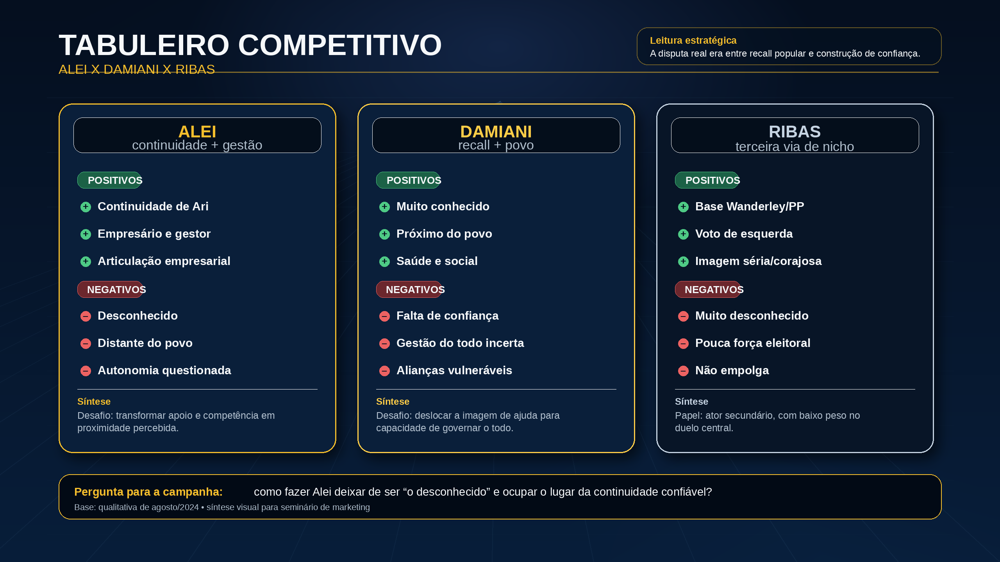 TABULEIRO COMPETITIVO
ALEI X DAMIANI X RIBAS
Leitura estratégica
A disputa real era entre recall popular e construção de confiança.
ALEI
continuidade + gestão
POSITIVOS
+ Continuidade de Ari
+ Empresário e gestor
+ Articulação empresarial
NEGATIVOS
– Desconhecido
– Distante do povo
– Autonomia questionada
Síntese
Desafio: transformar apoio e competência em
proximidade percebida.
DAMIANI
recall + povo
POSITIVOS
+ Muito conhecido
+ Próximo do povo
+ Saúde e social
NEGATIVOS
– Falta de confiança
– Gestão do todo incerta
– Alianças vulneráveis
Síntese
Desafio: deslocar a imagem de ajuda para
capacidade de governar o todo.
RIBAS
terceira via de nicho
POSITIVOS
+ Base Wanderley/PP
+ Voto de esquerda
+ Imagem séria/corajosa
NEGATIVOS
– Muito desconhecido
– Pouca força eleitoral
– Não empolga
Síntese
Papel: ator secundário, com baixo peso no
duelo central.
Pergunta para a campanha: como fazer Alei deixar de ser “o desconhecido” e ocupar o lugar da continuidade confiável?
Base: qualitativa de agosto/2024 • síntese visual para seminário de marketing